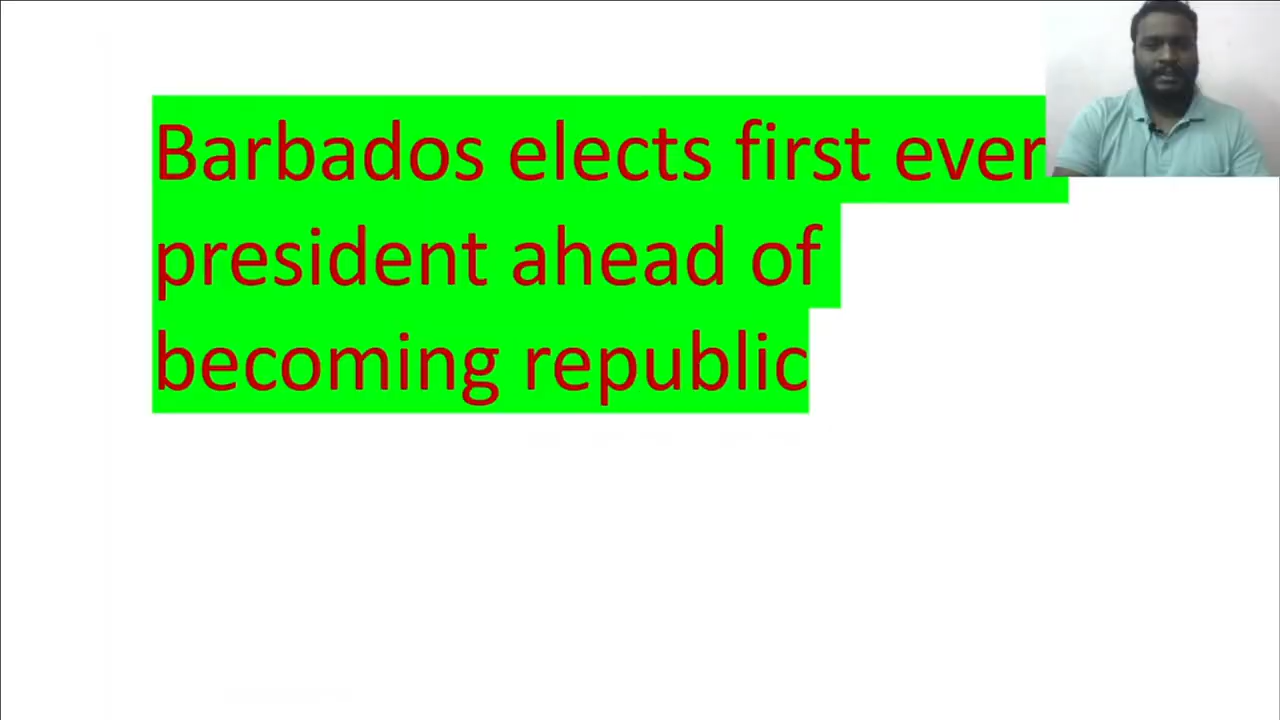 Barbados elects first ever
president ahead of
becoming republic